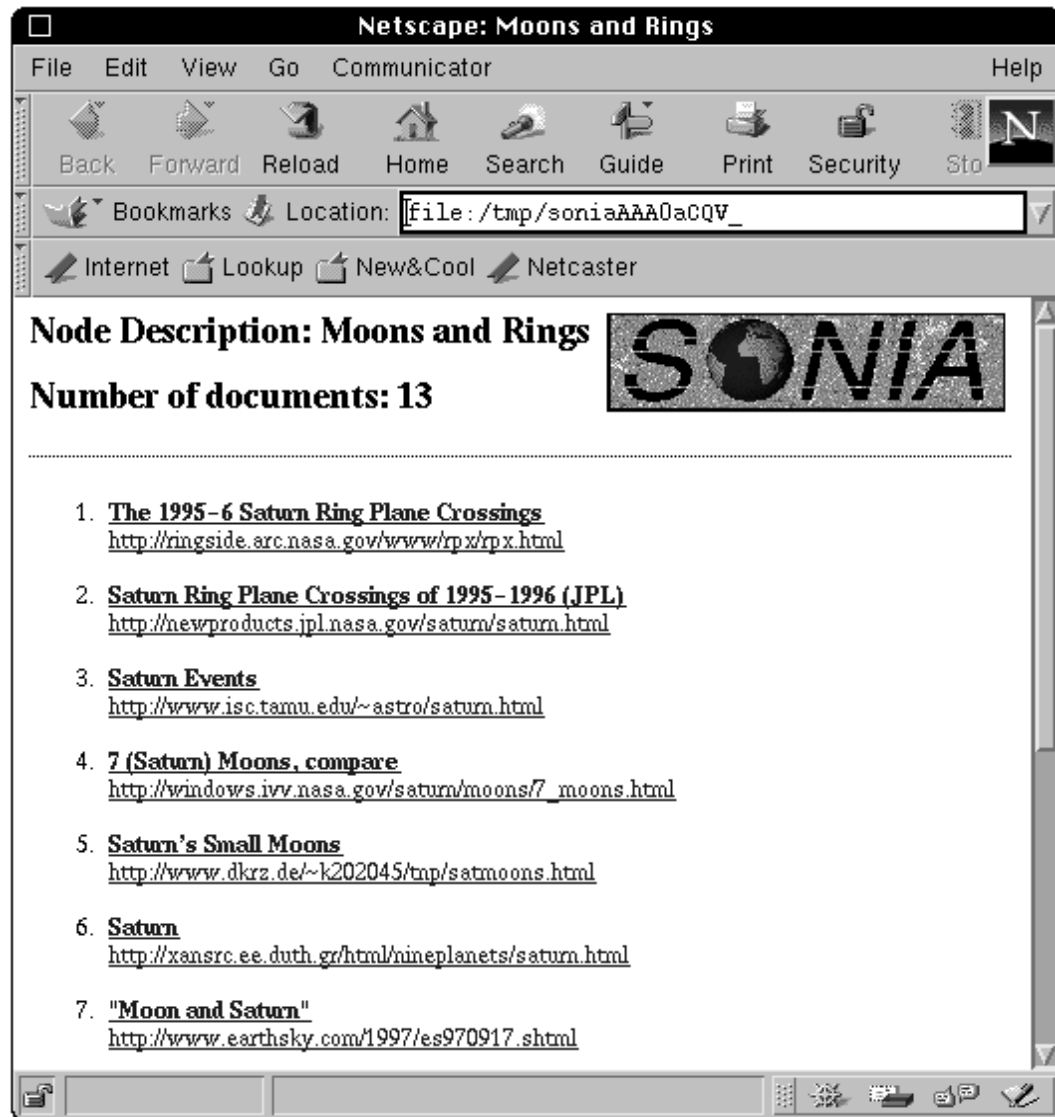 Netscape: Moons and Rings
File Edit View Go Communicator Help
Back Forward Reload Home Search Guide Print Security Sto
N
Bookmarks Location: file:/tmp/soniaAAA0aCQV_
Internet Lookup New&Cool Netcaster
Node Description: Moons and Rings
SONIA
Number of documents: 13
1. The 1995-6 Saturn Ring Plane Crossings
http://ringside.arc.nasa.gov/www/rpx/rpx.html
2. Saturn Ring Plane Crossings of 1995-1996 (JPL)
http://newproducts.jpl.nasa.gov/saturn/saturn.html
3. Saturn Events
http://www.isc.tamu.edu/~astro/saturn.html
4. 7 (Saturn) Moons, compare
http://windows.ivv.nasa.gov/saturn/moons/7_moons.html
5. Saturn's Small Moons
http://www.dkrz.de/~k202045/tnp/satmoons.html
6. Saturn
http://xansrc.ee.duth.gr/html/nineplanets/saturn.html
7. "Moon and Saturn"
http://www.earthsky.com/1997/es970917.shtml